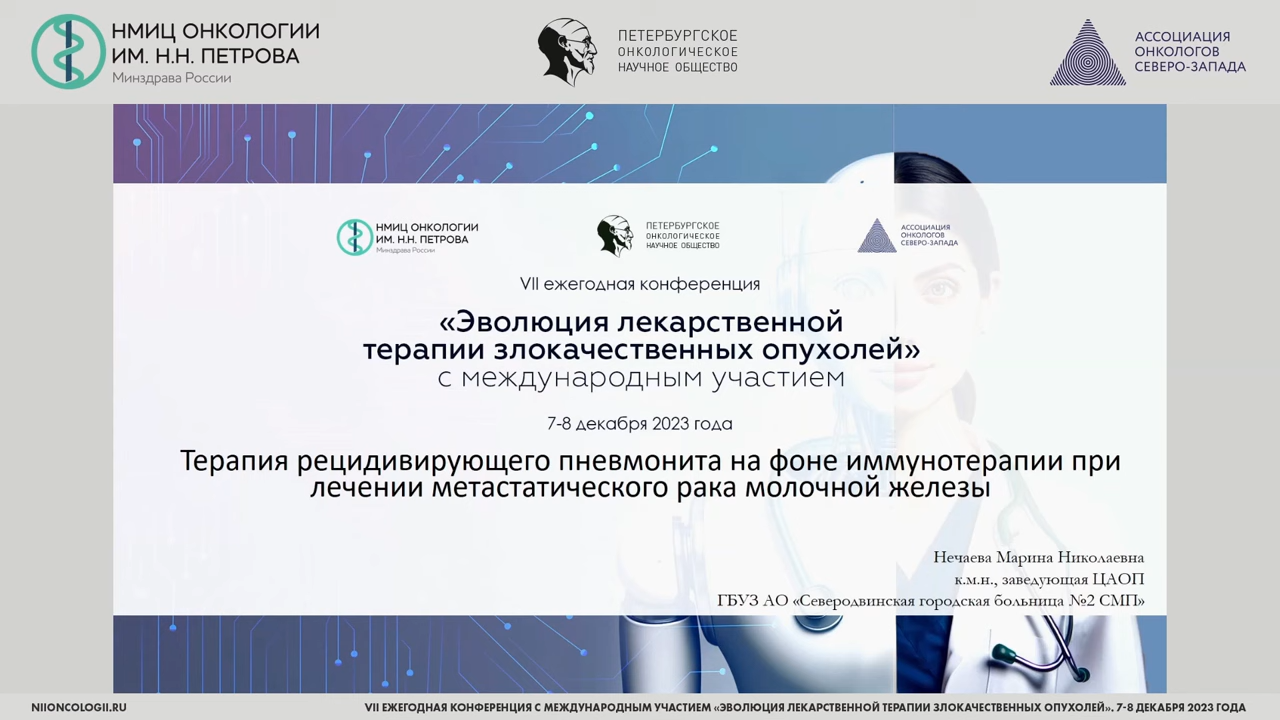 НМИЦ ОНКОЛОГИИ
ИМ. Н.Н. ПЕТРОВА
Минздрава России
ПЕТЕРБУРГСКОЕ
ОНКОЛОГИЧЕСКОЕ
НАУЧНОЕ ОБЩЕСТВО
АССОЦИАЦИЯ
ОНКОЛОГОВ
СЕВЕРО-ЗАПАДА
НМИЦ ОНКОЛОГИИ
ИМ. Н.Н. ПЕТРОВА
Минздрава России
ПЕТЕРБУРГСКОЕ
ОНКОЛОГИЧЕСКОЕ
НАУЧНОЕ ОБЩЕСТВО
АССОЦИАЦИЯ
ОНКОЛОГОВ
СЕВЕРО-ЗАПАДА
VII ежегодная конференция
«Эволюция лекарственной
терапии злокачественных опухолей»
с международным участием
7-8 декабря 2023 года
Терапия рецидивирующего пневмонита на фоне иммунотерапии при
лечении метастатического рака молочной железы
Нечаева Марина Николаевна
к.м.н., заведующая ЦАОП
ГБУЗ АО «Северодвинская городская больница №2 СМП»
NIIONCOLOGII.RU
VII ЕЖЕГОДНАЯ КОНФЕРЕНЦИЯ С МЕЖДУНАРОДНЫМ УЧАСТИЕМ «ЭВОЛЮЦИЯ ЛЕКАРСТВЕННОЙ ТЕРАПИИ ЗЛОКАЧЕСТВЕННЫХ ОПУХОЛЕЙ». 7-8 ДЕКАБРЯ 2023 ГОДА